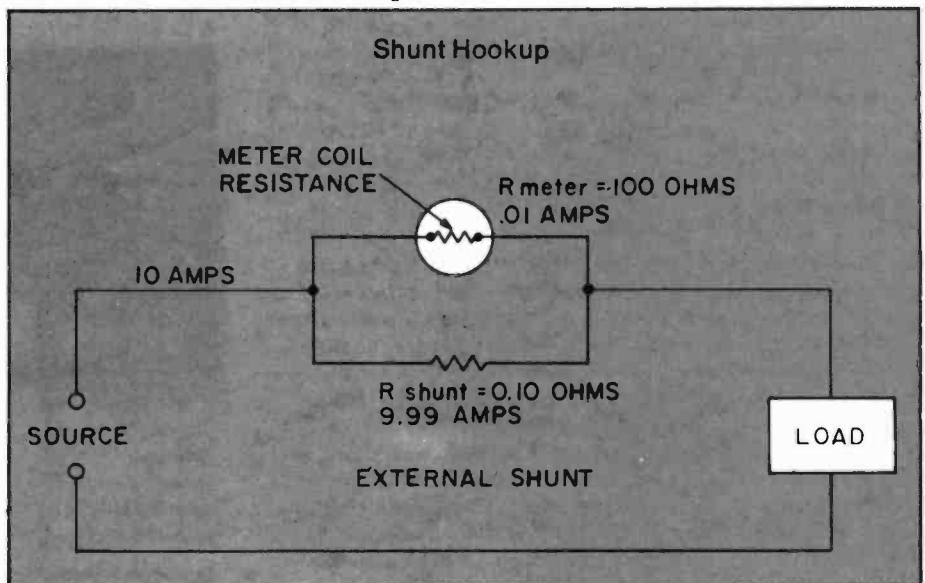 Shunt Hookup
METER COIL
RESISTANCE
R meter = 100 OHMS
.01 AMPS
10 AMPS
R shunt = 0.10 OHMS
9.99 AMPS
SOURCE
LOAD
EXTERNAL SHUNT